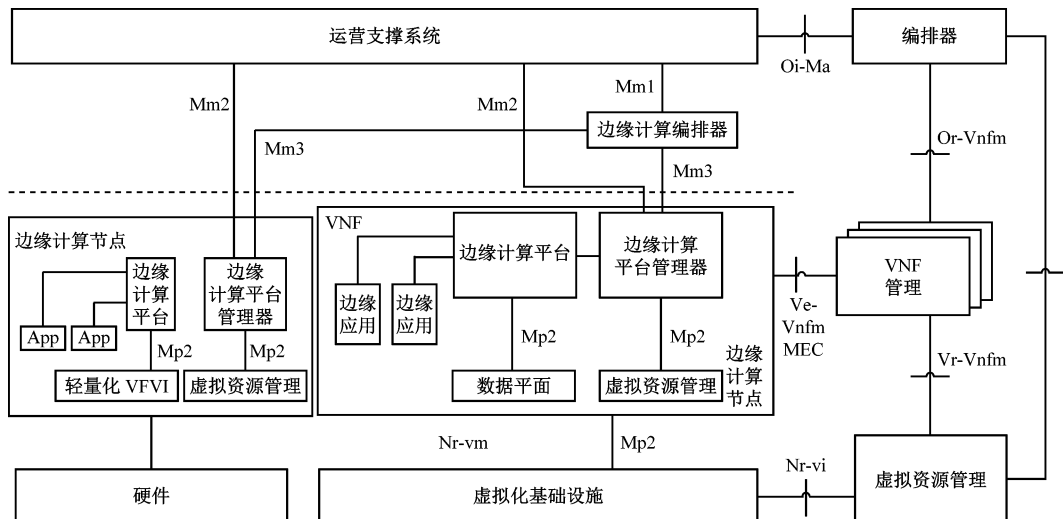 运营支撑系统
编排器
Oi-Ma
Mm2
Mm2
Mm1
边缘计算编排器
Mm3
Mm3
Or-Vnfm
边缘计算节点
边缘
计算
平台
边缘
计算平台
管理器
App
App
Mp2
Mp2
轻量化 VFVI
虚拟资源管理
VNF
边缘计算平台
边缘计算
平台管理器
边缘
应用
边缘
应用
Mp2
Mp2
数据平面
虚拟资源管理
边缘
计算
节点
VNF
管理
Ve-
Vnfm
MEC
Vr-Vnfm
Nr-vm
Mp2
硬件
虚拟化基础设施
Nr-vi
虚拟资源管理